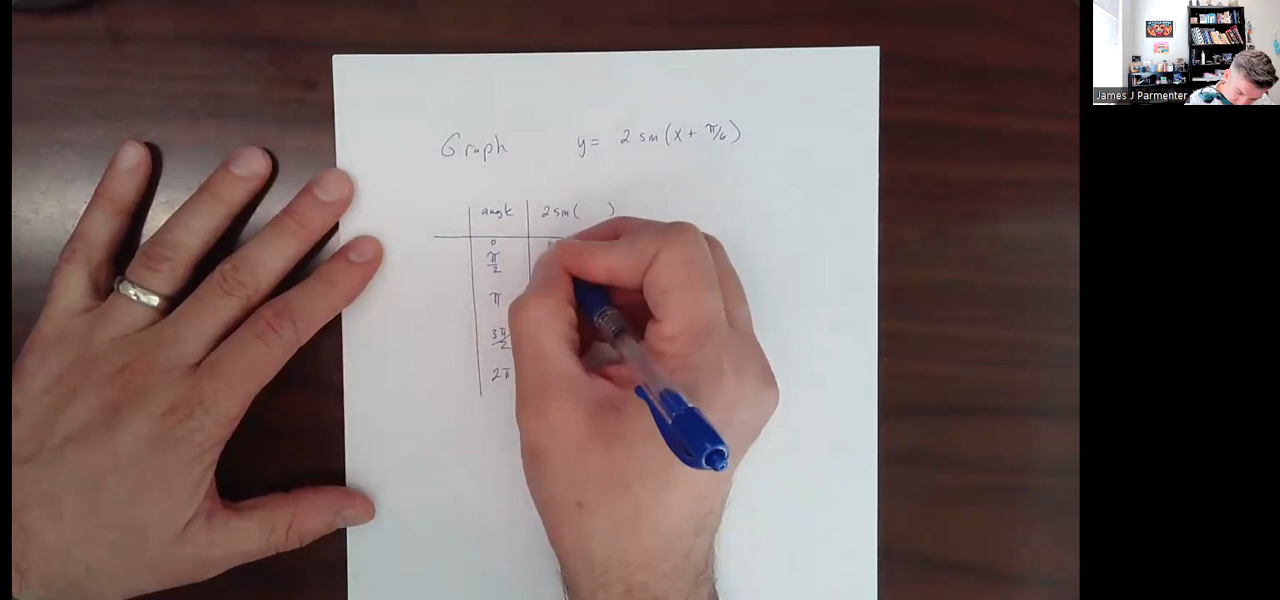 Graph y = 2 sin(x + π/6)
angle 2 sin( )
0
π/2
π
3π/2
2π
James J Parmenter